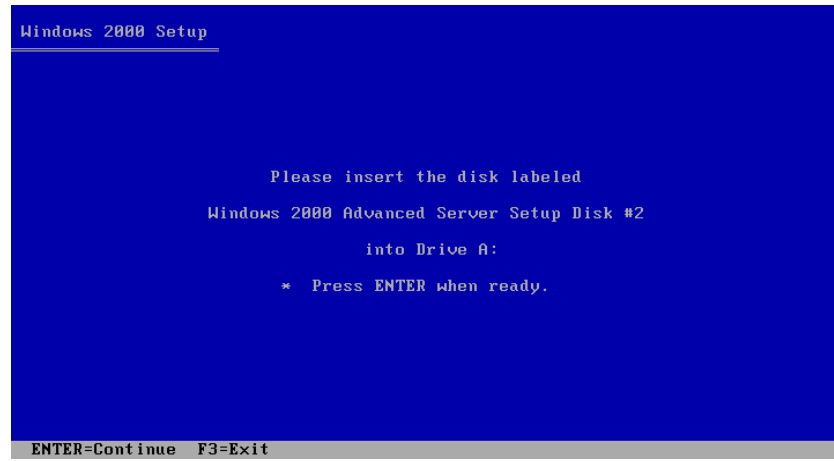 Windows 2000 Setup
Please insert the disk labeled
Windows 2000 Advanced Server Setup Disk #2
into Drive A:
* Press ENTER when ready.
ENTER=Continue F3=Exit